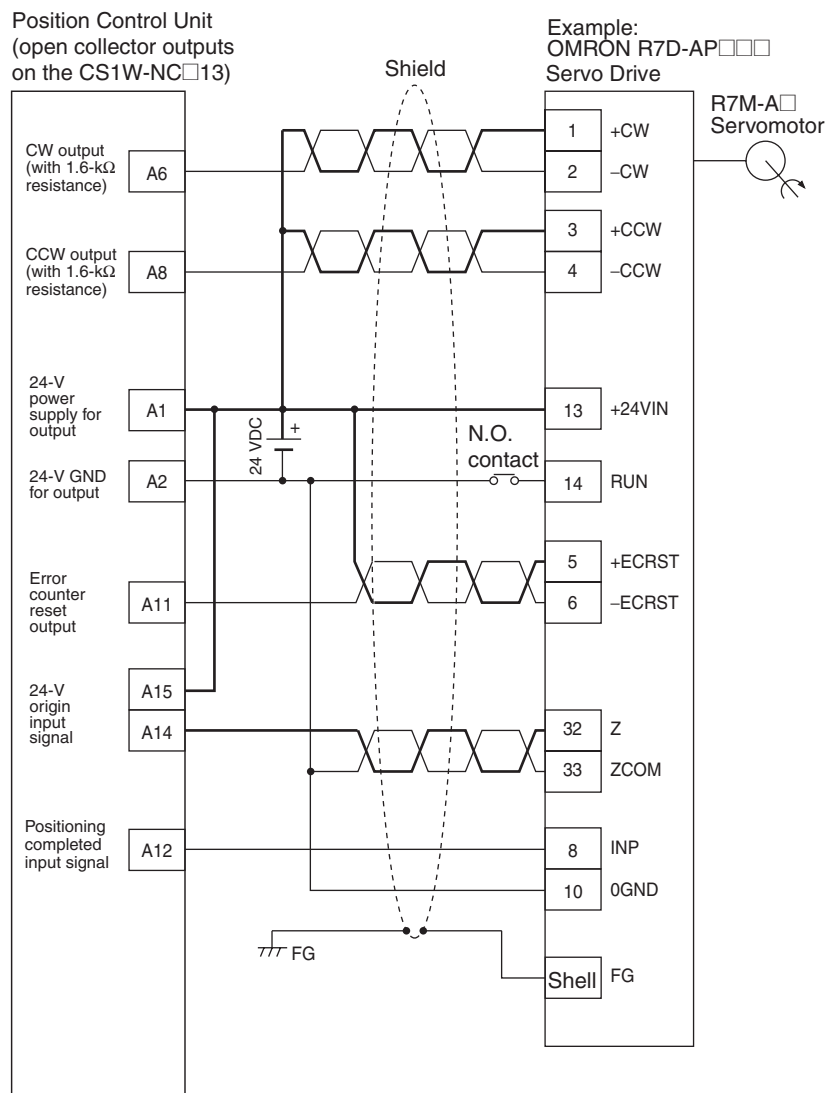 Position Control Unit
(open collector outputs
on the CS1W-NC□13)
Example:
OMRON R7D-AP□□□
Servo Drive
Shield
R7M-A□
Servomotor
CW output
(with 1.6-kΩ
resistance)
A6
1
+CW
2
–CW
CCW output
(with 1.6-kΩ
resistance)
A8
3
+CCW
4
–CCW
24-V
power
supply for
output
A1
24 VDC
+
13
+24VIN
24-V GND
for output
A2
N.O.
contact
14
RUN
Error
counter
reset
output
A11
5
+ECRST
6
–ECRST
24-V
origin
input
signal
A15
A14
32
Z
33
ZCOM
Positioning
completed
input signal
A12
8
INP
10
0GND
FG
Shell
FG